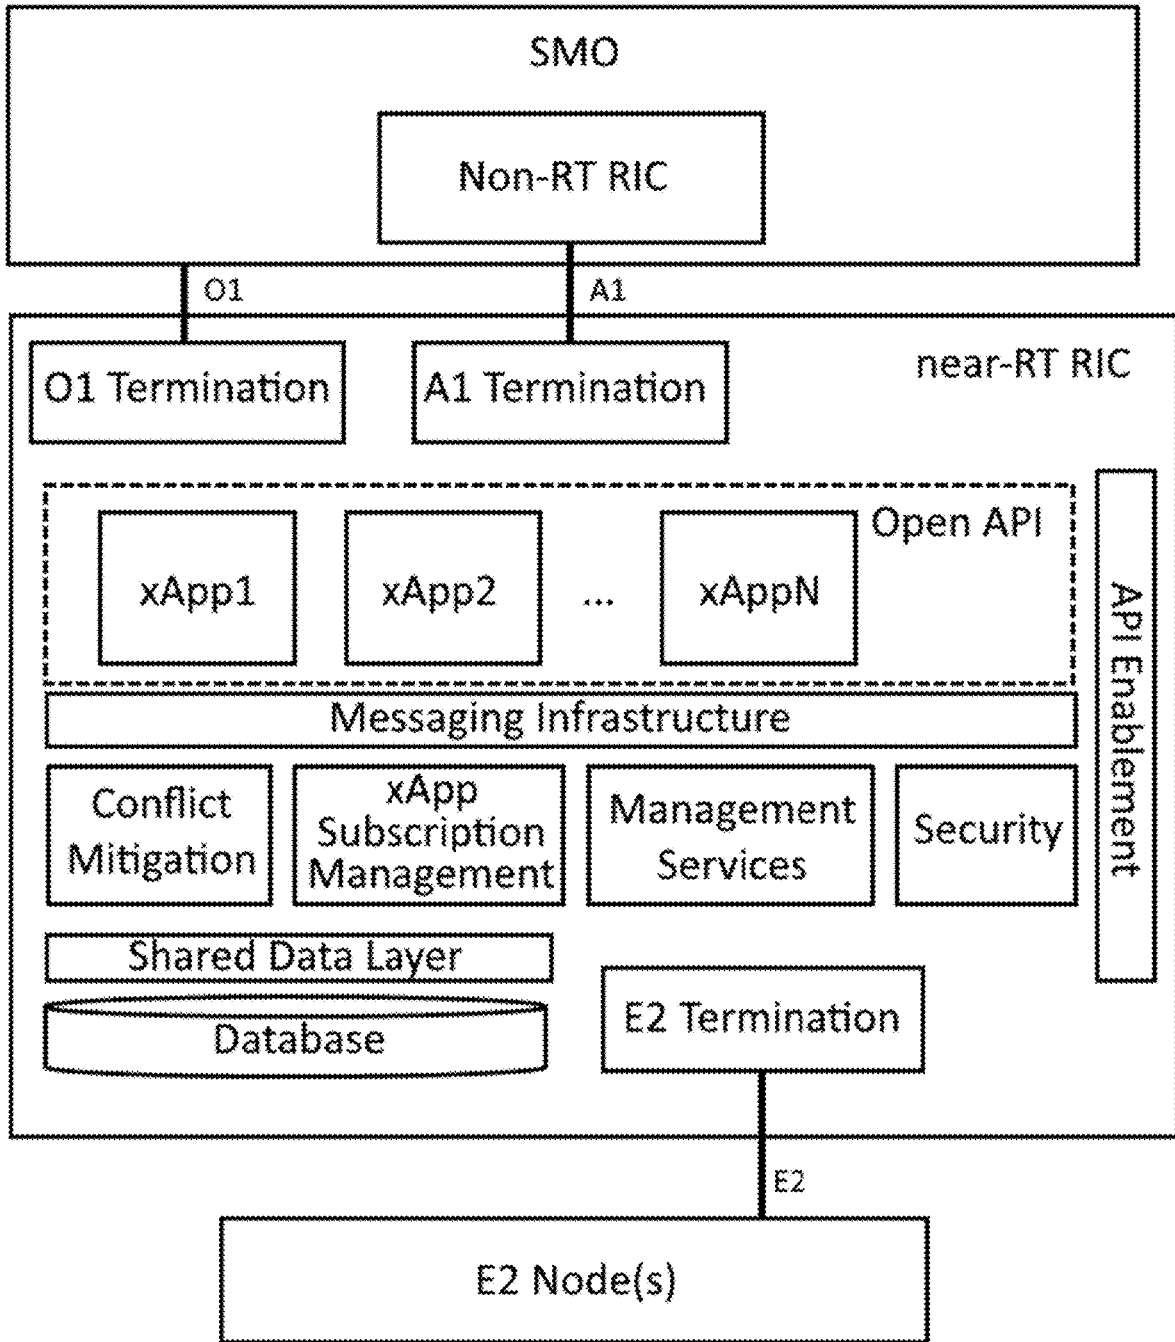 SMO
Non-RT RIC
O1
A1
near-RT RIC
O1 Termination
A1 Termination
Open API
xApp1
xApp2
...
xAppN
API Enablement
Messaging Infrastructure
Conflict
Mitigation
xApp
Subscription
Management
Management
Services
Security
Shared Data Layer
Database
E2 Termination
E2
E2 Node(s)